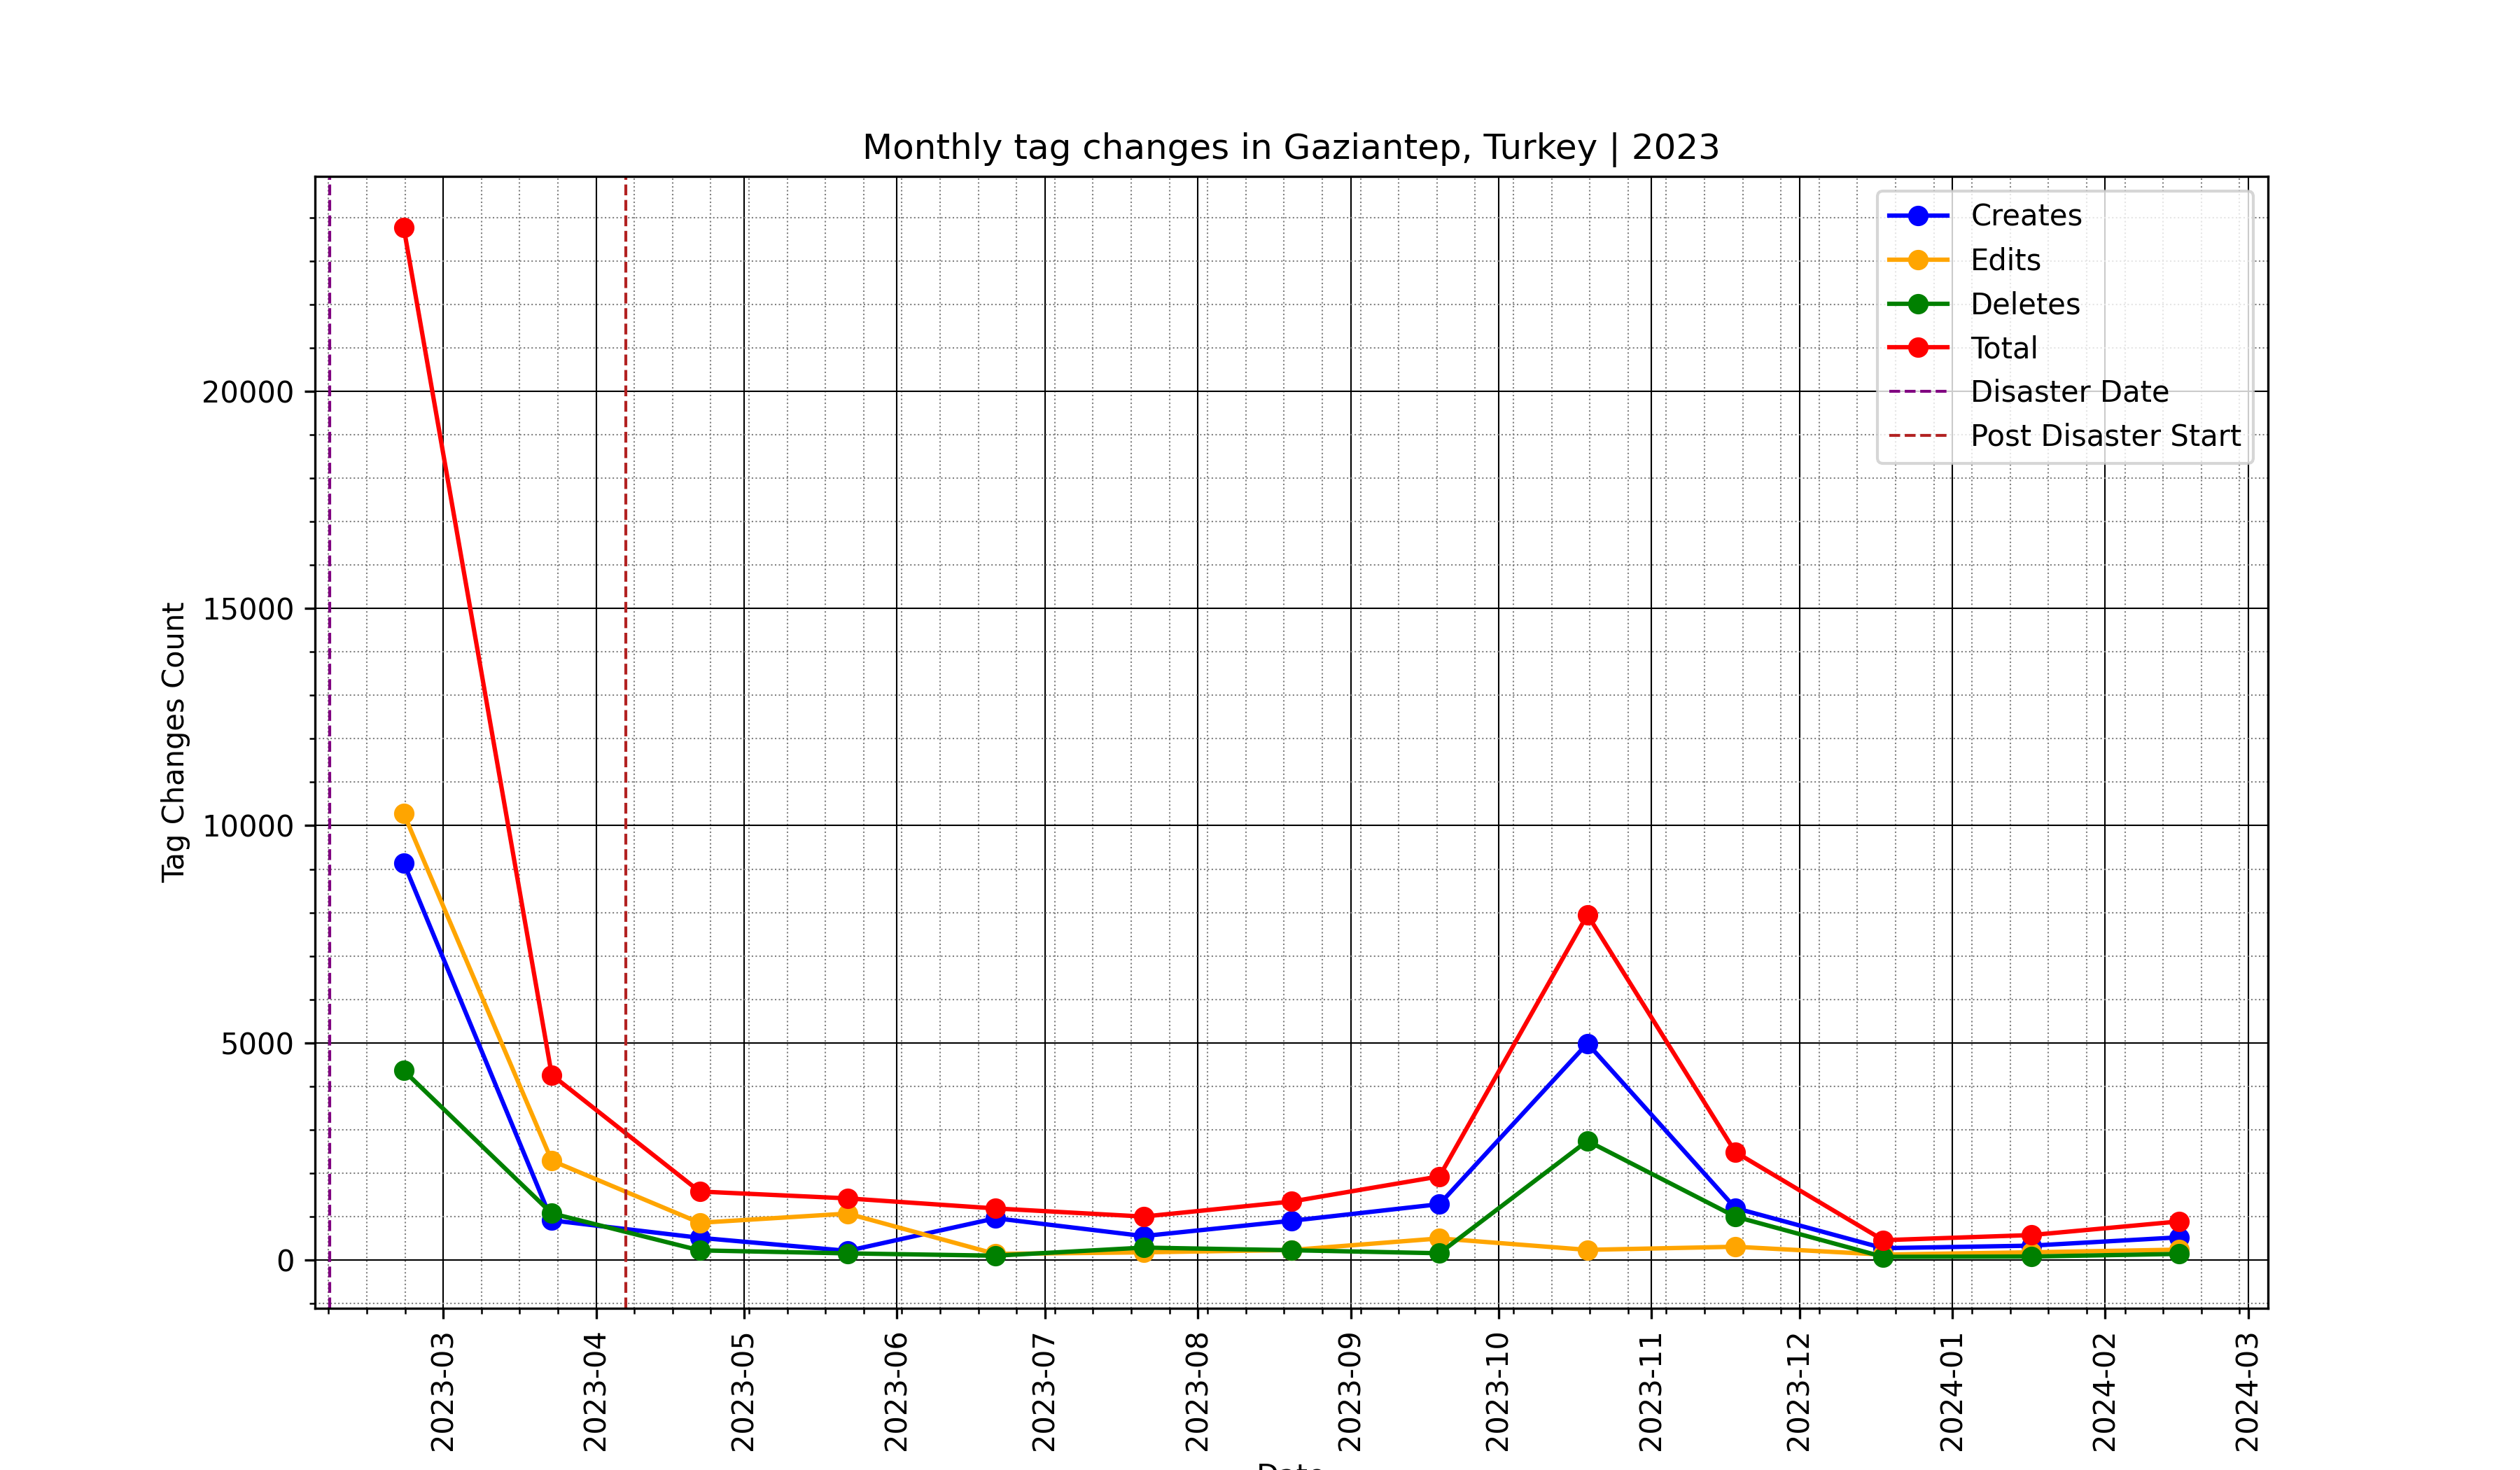 Monthly tag changes in Gaziantep, Turkey | 2023
Creates
Edits
Deletes
Total
Disaster Date
Post Disaster Start
Tag Changes Count
20000
15000
10000
5000
0
2023-03
2023-04
2023-05
2023-06
2023-07
2023-08
2023-09
2023-10
2023-11
2023-12
2024-01
2024-02
2024-03